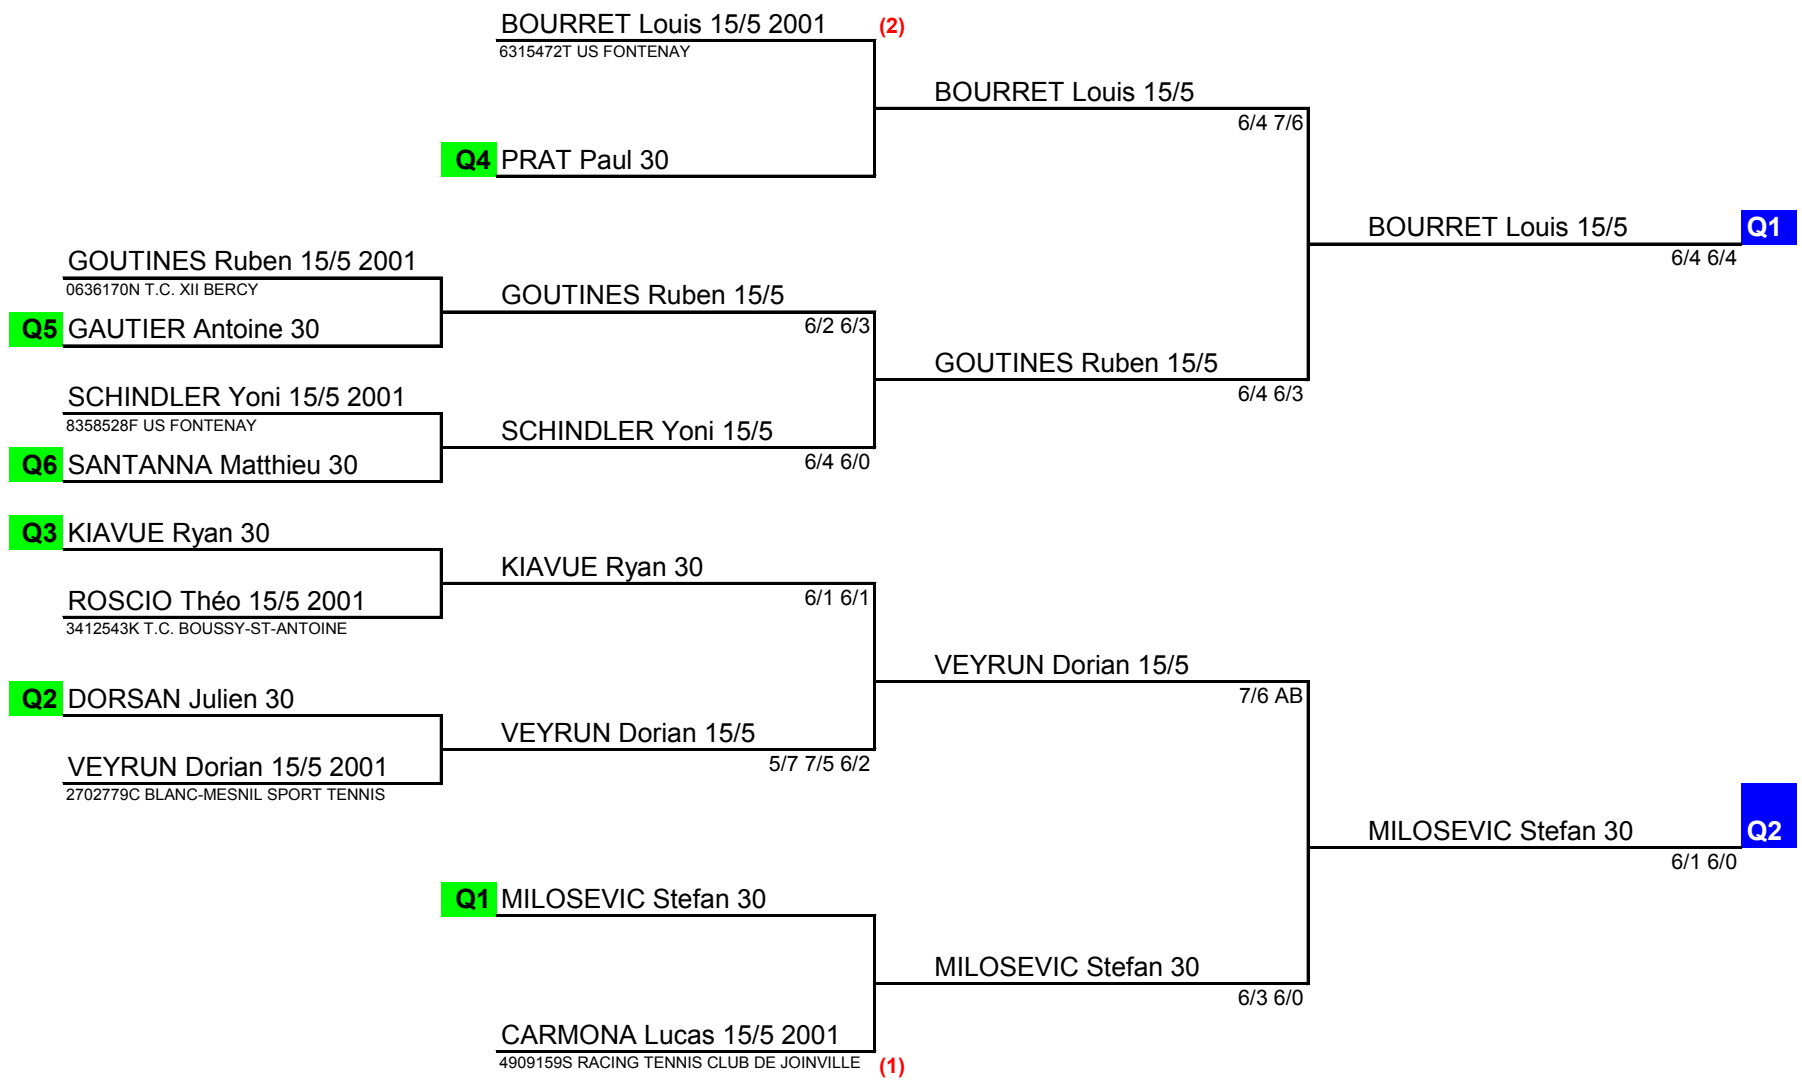 BOURRET Louis 15/5 2001 (2)
6315472T US FONTENAY
BOURRET Louis 15/5
6/4 7/6
Q4 PRAT Paul 30
BOURRET Louis 15/5 Q1
6/4 6/4
GOUTINES Ruben 15/5 2001
0636170N T.C. XII BERCY
GOUTINES Ruben 15/5
6/2 6/3
Q5 GAUTIER Antoine 30
GOUTINES Ruben 15/5
6/4 6/3
SCHINDLER Yoni 15/5 2001
8358528F US FONTENAY
SCHINDLER Yoni 15/5
6/4 6/0
Q6 SANTANNA Matthieu 30
Q3 KIAVUE Ryan 30
KIAVUE Ryan 30
6/1 6/1
ROSCIO Théo 15/5 2001
3412543K T.C. BOUSSY-ST-ANTOINE
VEYRUN Dorian 15/5
7/6 AB
Q2 DORSAN Julien 30
VEYRUN Dorian 15/5
5/7 7/5 6/2
VEYRUN Dorian 15/5 2001
2702779C BLANC-MESNIL SPORT TENNIS
MILOSEVIC Stefan 30 Q2
6/1 6/0
Q1 MILOSEVIC Stefan 30
MILOSEVIC Stefan 30
6/3 6/0
CARMONA Lucas 15/5 2001
4909159S RACING TENNIS CLUB DE JOINVILLE (1)